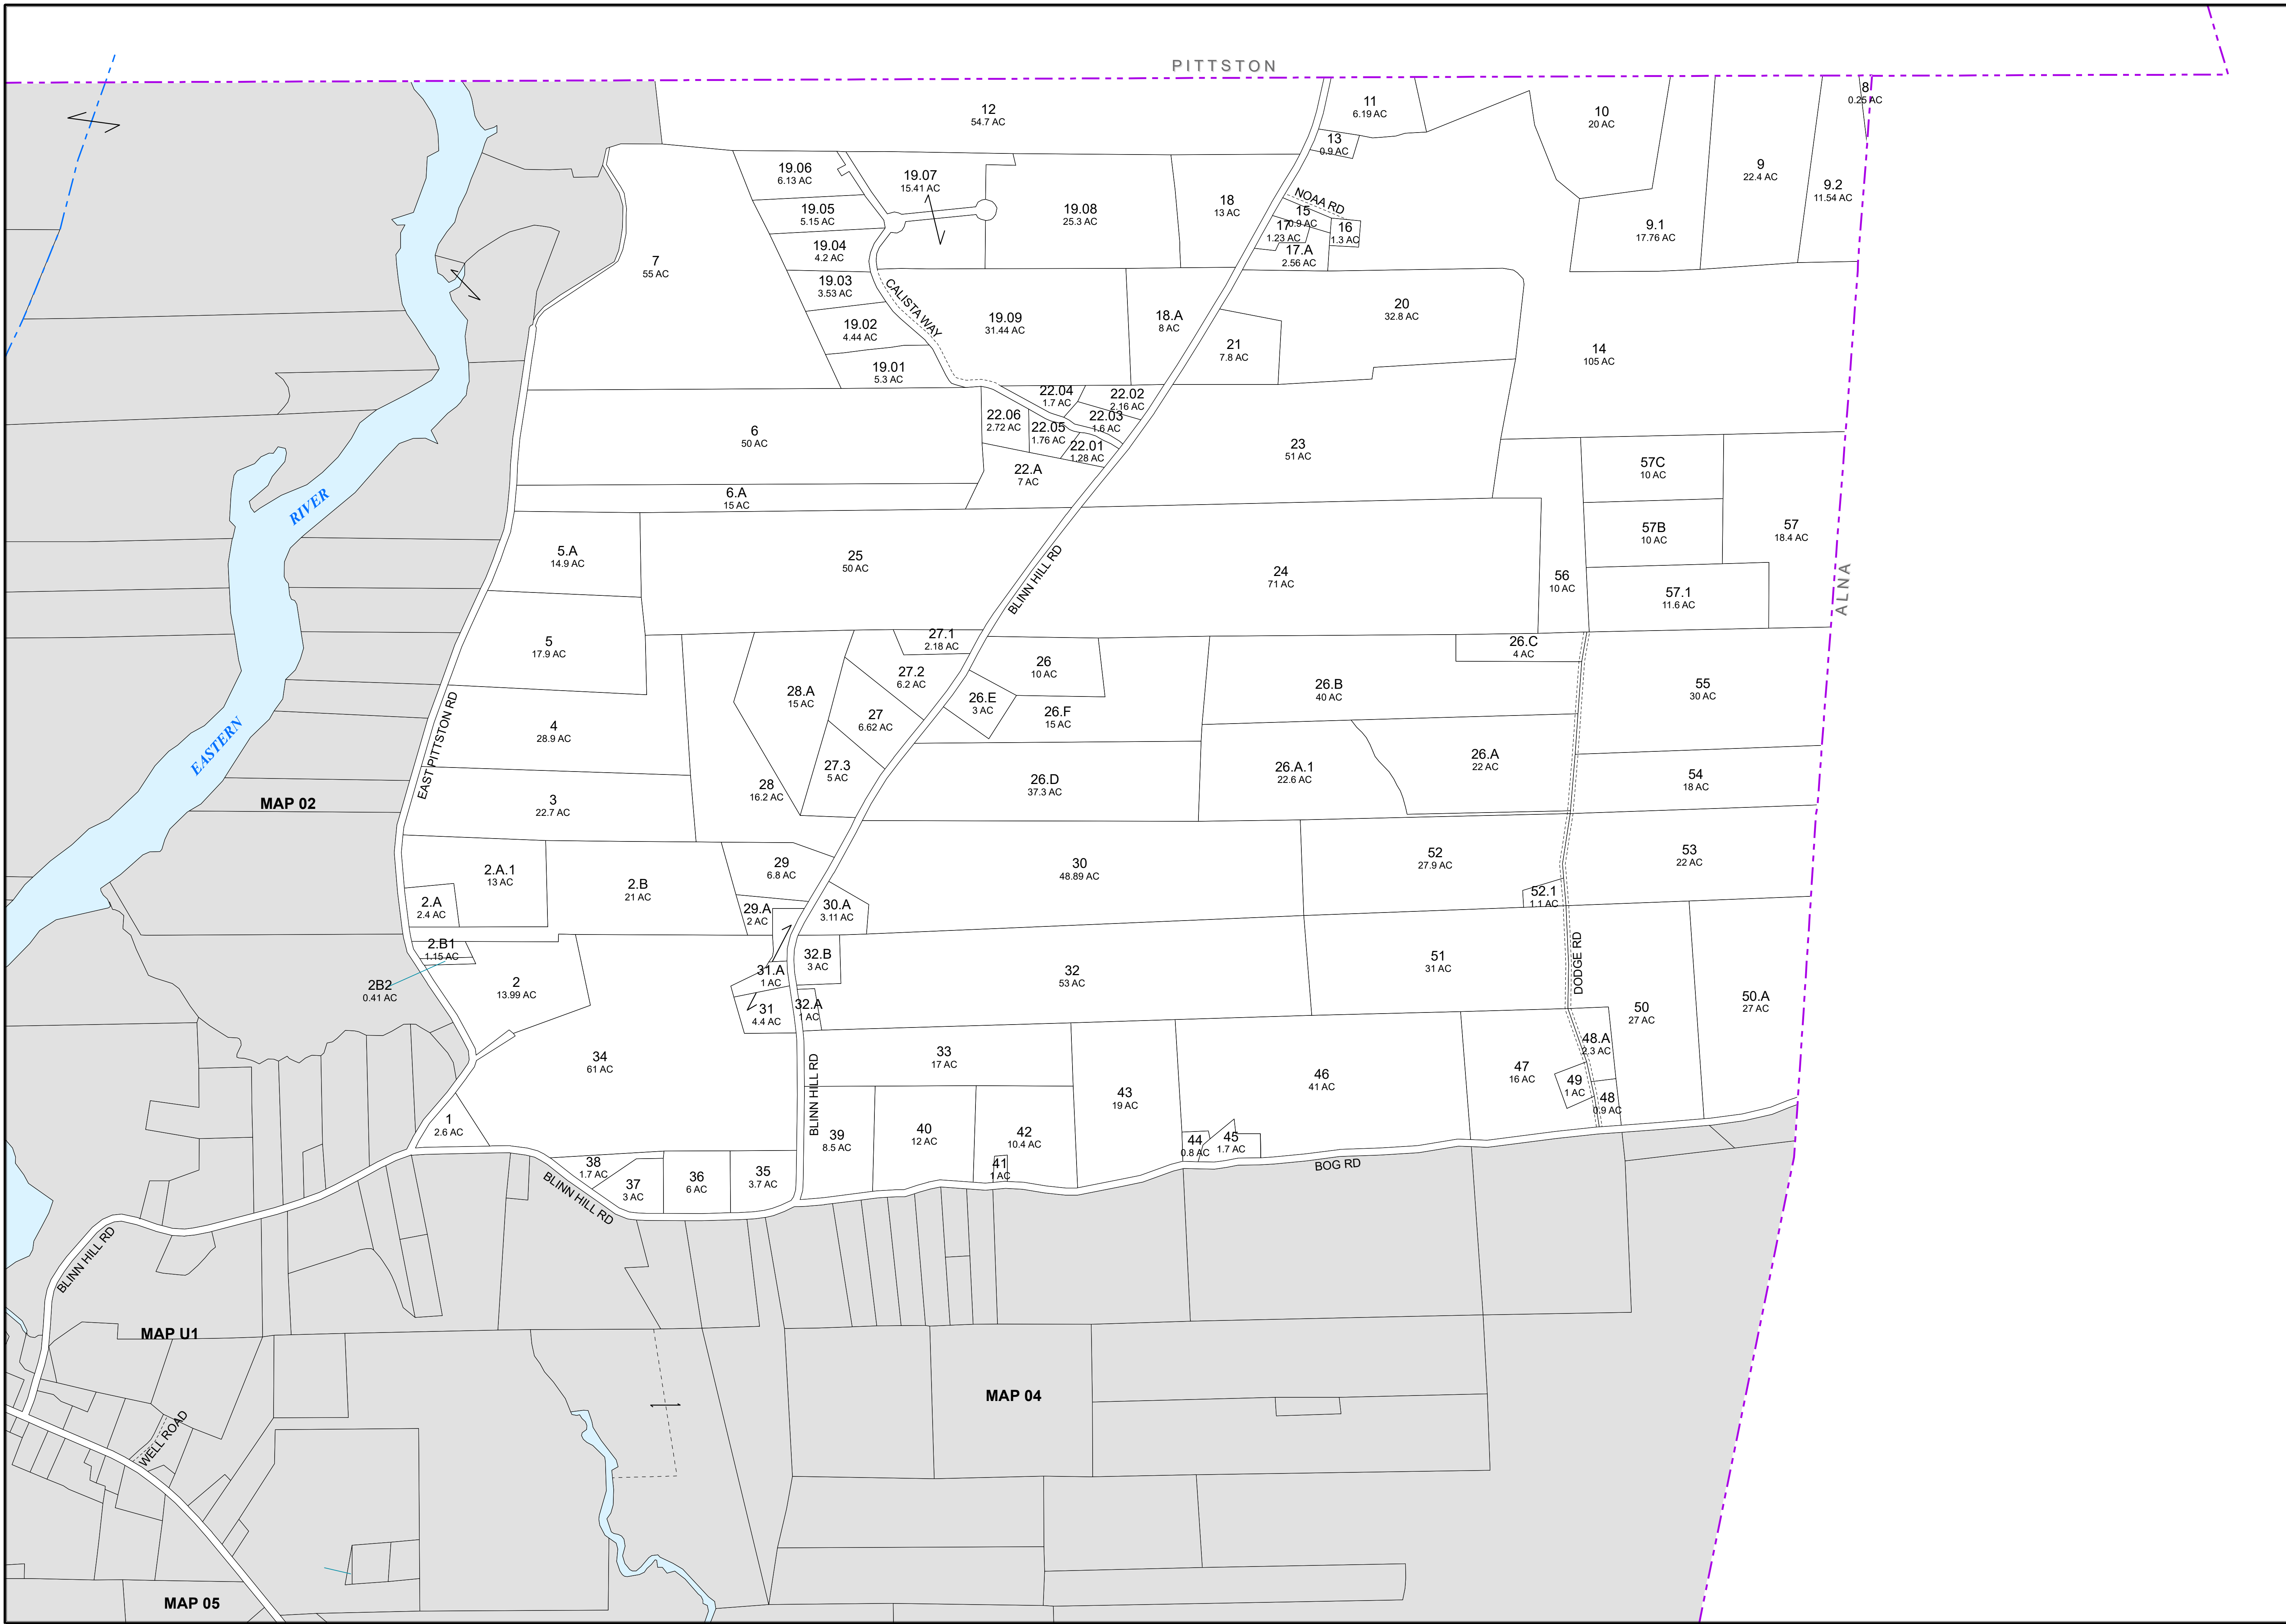 PITTSTON
12
54.7 AC
11
6.19 AC
10
20 AC
8
0.25 AC
13
0.9 AC
9
22.4 AC
9.2
11.54 AC
19.06
6.13 AC
19.07
15.41 AC
19.05
5.15 AC
19.08
25.3 AC
18
13 AC
NOAA RD
15
0.9 AC
16
1.3 AC
17
1.23 AC
17.A
2.56 AC
9.1
17.76 AC
19.04
4.2 AC
7
55 AC
19.03
3.53 AC
CALISTA WAY
19.02
4.44 AC
19.09
31.44 AC
18.A
8 AC
20
32.8 AC
21
7.8 AC
14
105 AC
19.01
5.3 AC
22.04
1.7 AC
22.02
2.16 AC
22.06
2.72 AC
22.05
1.76 AC
22.03
1.6 AC
22.01
1.28 AC
6
50 AC
23
51 AC
22.A
7 AC
57C
10 AC
6.A
15 AC
RIVER
57B
10 AC
57
18.4 AC
5.A
14.9 AC
25
50 AC
BLINN HILL RD
24
71 AC
56
10 AC
57.1
11.6 AC
ALNA
5
17.9 AC
27.1
2.18 AC
26.C
4 AC
26
10 AC
27.2
6.2 AC
28.A
15 AC
26.E
3 AC
26.B
40 AC
55
30 AC
27
6.62 AC
26.F
15 AC
4
28.9 AC
EAST PITTSTON RD
EASTERN
27.3
5 AC
26.D
37.3 AC
26.A.1
22.6 AC
26.A
22 AC
54
18 AC
28
16.2 AC
MAP 02
3
22.7 AC
2.A.1
13 AC
29
6.8 AC
30
48.89 AC
52
27.9 AC
53
22 AC
2.B
21 AC
2.A
2.4 AC
29.A
2 AC
30.A
3.11 AC
52.1
1.1 AC
2.B1
1.15 AC
32.B
3 AC
51
31 AC
DODGE RD
31.A
1 AC
32
53 AC
2B2
0.41 AC
2
13.99 AC
50
27 AC
50.A
27 AC
31
4.4 AC
32.A
1 AC
34
61 AC
33
17 AC
48.A
2.3 AC
BLINN HILL RD
43
19 AC
46
41 AC
47
16 AC
49
1 AC
48
0.9 AC
1
2.6 AC
39
8.5 AC
40
12 AC
42
10.4 AC
44
0.8 AC
45
1.7 AC
41
1 AC
BOG RD
38
1.7 AC
37
3 AC
36
6 AC
35
3.7 AC
BLINN HILL RD
BLINN HILL RD
MAP U1
MAP 04
WELL ROAD
MAP 05